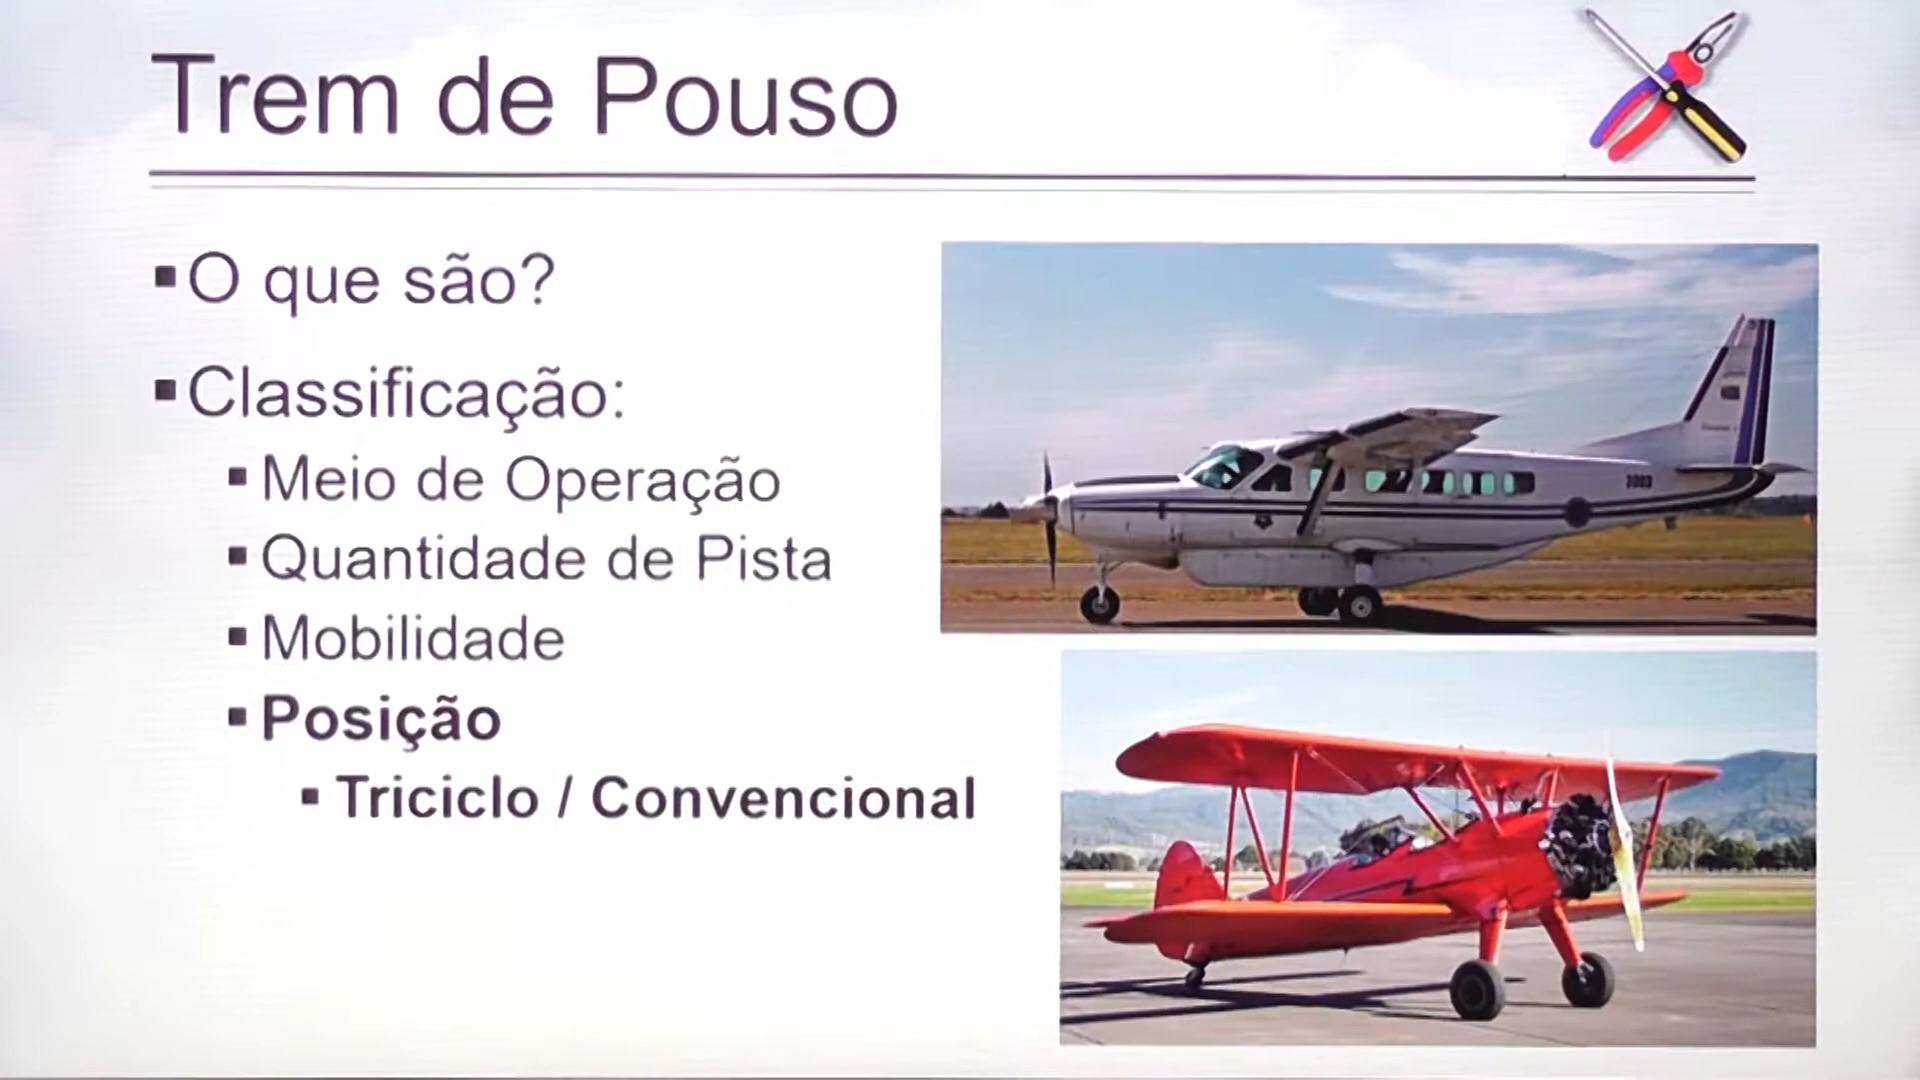 Trem de Pouso
▪O que são?
▪Classificação:
▪Meio de Operação
▪Quantidade de Pista
▪Mobilidade
▪Posição
▪Triciclo / Convencional